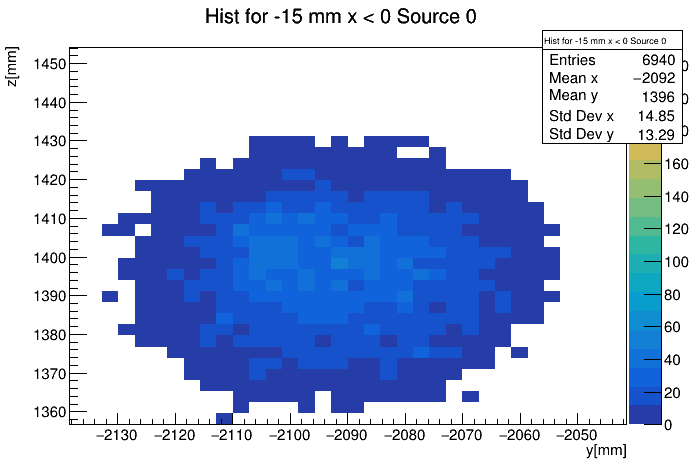 Hist for -15 mm x < 0 Source 0
z[mm]
Hist for -15 mm x < 0 Source 0
Entries 6940
Mean x −2092
Mean y 1396
Std Dev x 14.85
Std Dev y 13.29
1450
1440
1430
1420
1410
1400
1390
1380
1370
1360
−2130 −2120 −2110 −2100 −2090 −2080 −2070 −2060 −2050
y[mm]
160
140
120
100
80
60
40
20
0